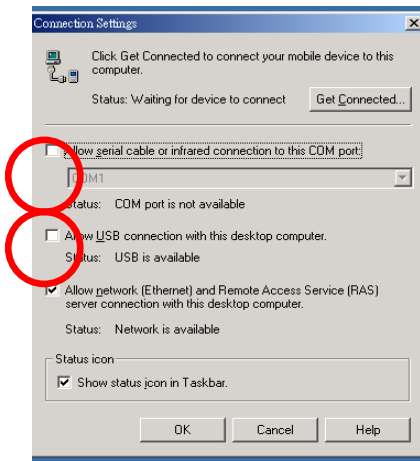 Connection Settings
Click Get Connected to connect your mobile device to this
computer.
Status: Waiting for device to connect
Get Connected...
Allow serial cable or infrared connection to this COM port:
COM1
Status: COM port is not available
Allow USB connection with this desktop computer.
Status: USB is available
Allow network (Ethernet) and Remote Access Service (RAS)
server connection with this desktop computer.
Status: Network is available
Status icon
Show status icon in Taskbar.
OK
Cancel
Help